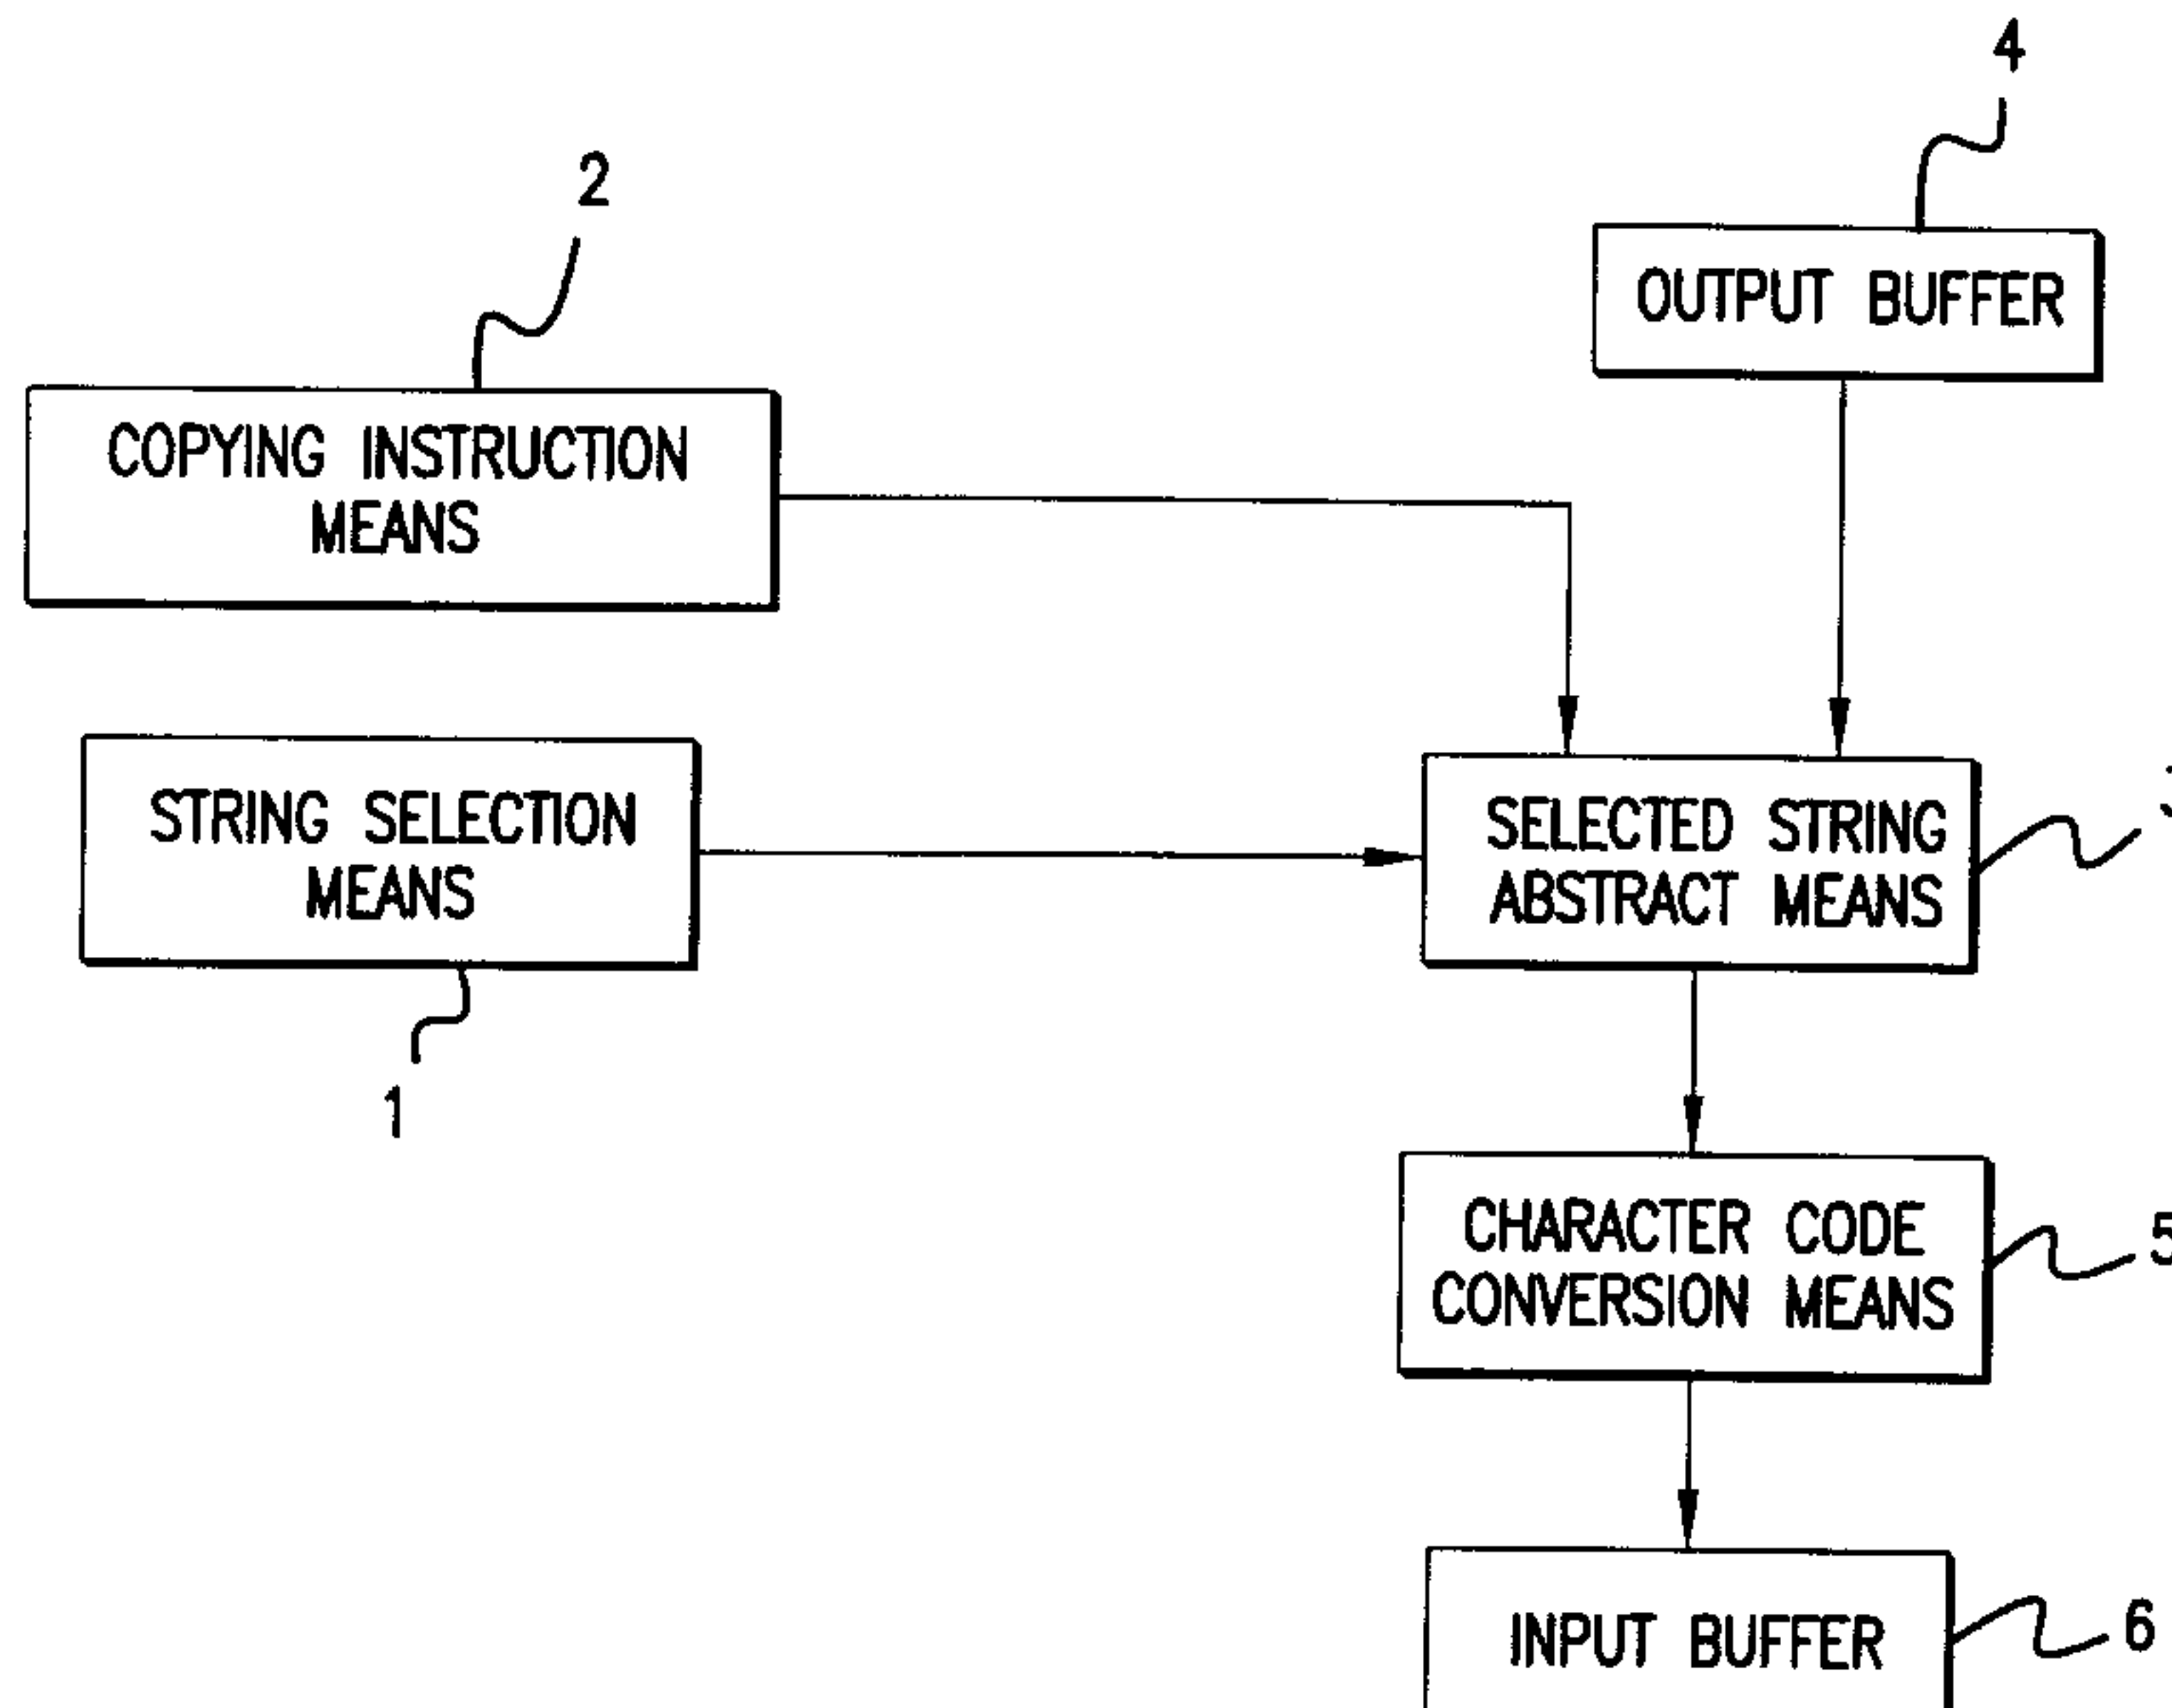 4
2
OUTPUT BUFFER
COPYING INSTRUCTION
MEANS
STRING SELECTION
MEANS
SELECTED STRING
ABSTRACT MEANS
1
CHARACTER CODE
CONVERSION MEANS
5
INPUT BUFFER
6